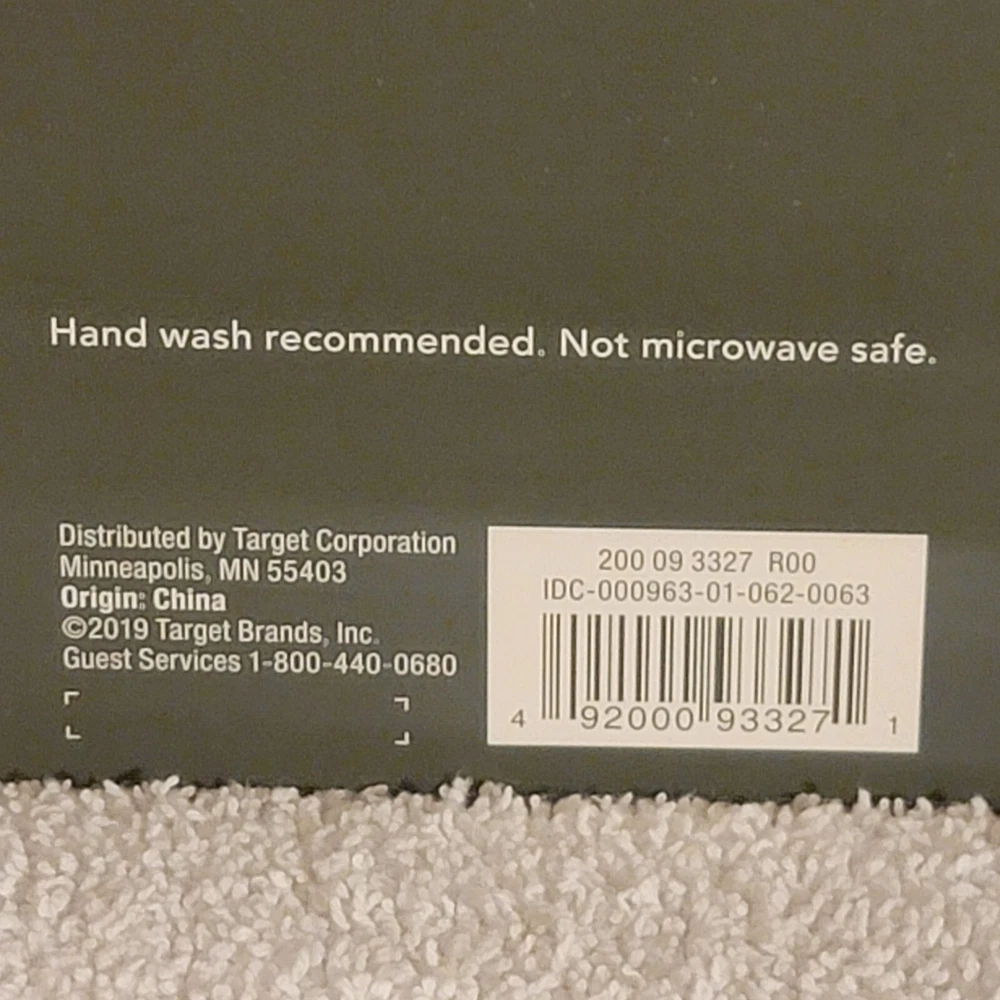 Hand wash recommended. Not microwave safe.
Distributed by Target Corporation
Minneapolis, MN 55403
Origin: China
©2019 Target Brands, Inc.
Guest Services 1-800-440-0680
200 09 3327 R00
IDC-000963-01-062-0063
4 92000 93327 1